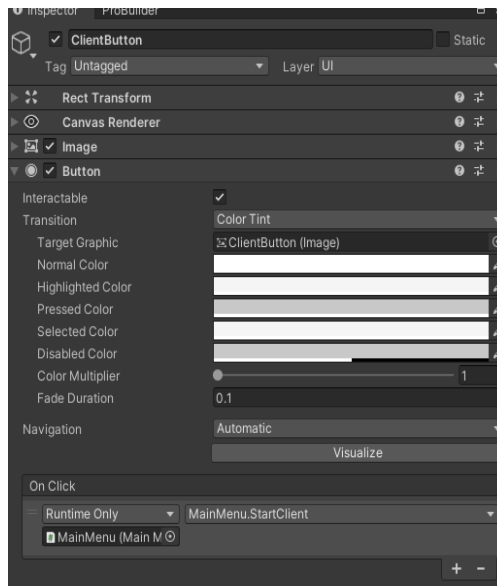 Inspector ProBuilder
ClientButton Static
Tag Untagged Layer UI
Rect Transform
Canvas Renderer
Image
Button
Interactable
Transition Color Tint
Target Graphic ClientButton (Image)
Normal Color
Highlighted Color
Pressed Color
Selected Color
Disabled Color
Color Multiplier 1
Fade Duration 0.1
Navigation Automatic
Visualize
On Click
Runtime Only MainMenu.StartClient
MainMenu (Main M
+ -